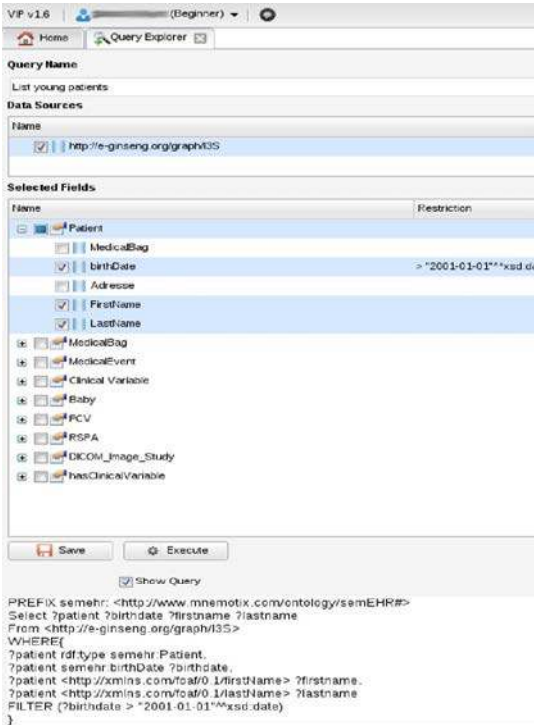 VIP v1.6 (Beginner)
Home Query Explorer
Query Name
List young patients
Data Sources
Name
http://e-ginseng.org/graph/I3S
Selected Fields
Name Restriction
Patient
MedicalBag
birthDate > "2001-01-01"^^xsd:da
Adresse
FirstName
LastName
MedicalBag
MedicalEvent
Clinical Variable
Baby
FCV
RSPA
DICOM_Image_Study
hasClinicalVariable
Save Execute
Show Query
PREFIX semehr: <http://www.mnemotix.com/ontology/semEHR#>
Select ?patient ?birthdate ?firstname ?lastname
From <http://e-ginseng.org/graph/I3S>
WHERE{
?patient rdf:type semehr:Patient.
?patient semehr:birthDate ?birthdate.
?patient <http://xmlns.com/foaf/0.1/firstName> ?firstname.
?patient <http://xmlns.com/foaf/0.1/lastName> ?lastname
FILTER (?birthdate > "2001-01-01"^^xsd:date)
}